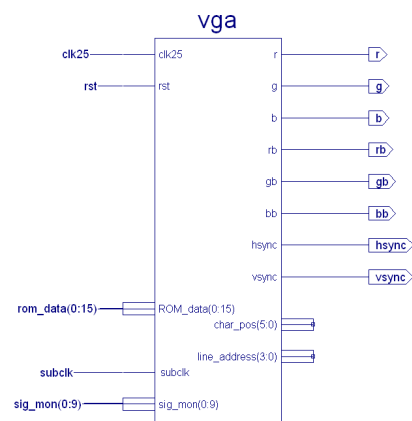 vga
clk25 clk25 r r
rst rst g g
b b
rb rb
gb gb
bb bb
hsync hsync
vsync vsync
rom_data(0:15) ROM_data(0:15)
char_pos(5:0)
line_address(3:0)
subclk subclk
sig_mon(0:9) sig_mon(0:9)